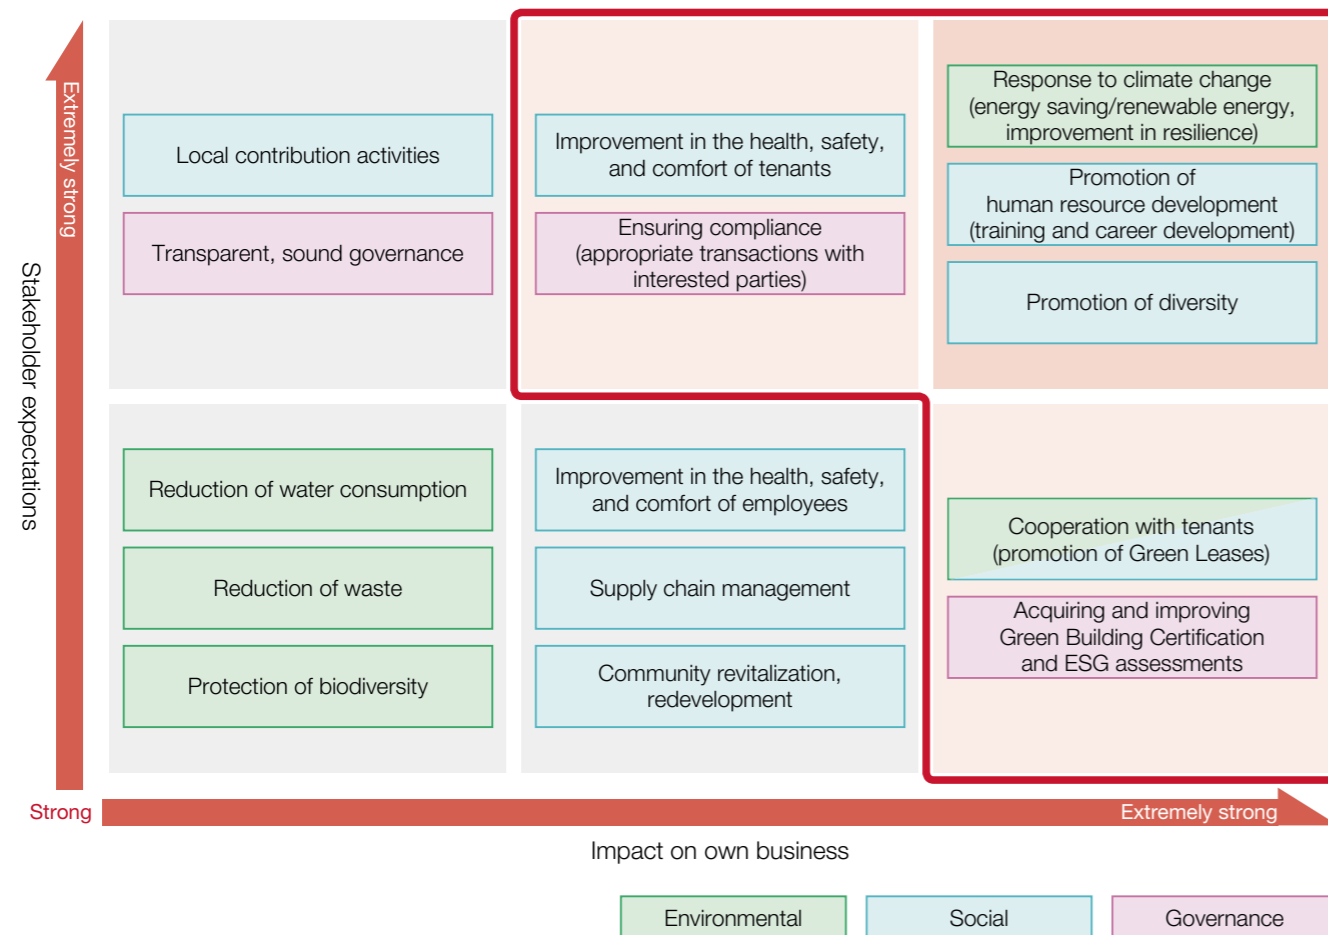 Extremely strong
Stakeholder expectations
Local contribution activities
Transparent, sound governance
Improvement in the health, safety,
and comfort of tenants
Ensuring compliance
(appropriate transactions with
interested parties)
Response to climate change
(energy saving/renewable energy,
improvement in resilience)
Promotion of
human resource development
(training and career development)
Promotion of diversity
Reduction of water consumption
Reduction of waste
Protection of biodiversity
Improvement in the health, safety,
and comfort of employees
Supply chain management
Community revitalization,
redevelopment
Cooperation with tenants
(promotion of Green Leases)
Acquiring and improving
Green Building Certification
and ESG assessments
Strong
Extremely strong
Impact on own business
Environmental
Social
Governance